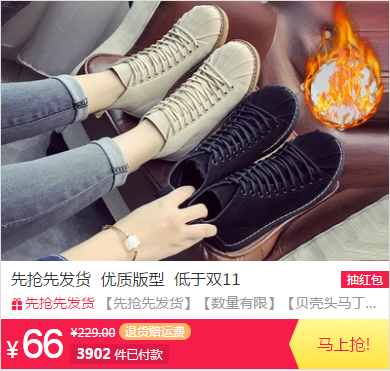 先抢先发货 优质版型 低于双11
抽红包
先抢先发货 【先抢先发货】【数量有限】【贝壳头马丁...
¥66 ¥229.00 退货赔运费
3902 件已付款
马上抢!